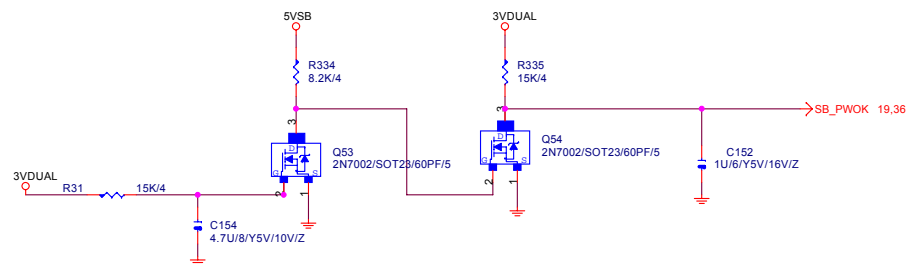 5VSB
3VDUAL
R334
8.2K/4
R335
15K/4
3
3
SB_PWOK 19,36
D
G
S
Q53
2N7002/SOT23/60PF/5
D
G
S
Q54
2N7002/SOT23/60PF/5
C152
1U/6/Y5V/16V/Z
3VDUAL
R31
15K/4
2
1
2
1
C154
4.7U/8/Y5V/10V/Z